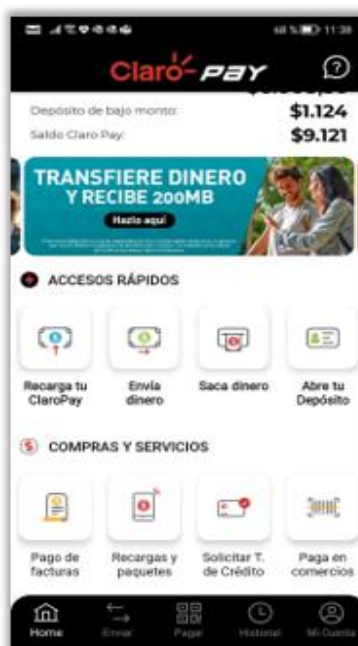 68 % 11:38
Claro- pay
Depósito de bajo monto: $1.124
Saldo Claro Pay: $9.121
TRANSFIERE DINERO
Y RECIBE 200MB
Hazlo aquí
ACCESOS RÁPIDOS
Recarga tu
ClaroPay
Envía
dinero
Saca dinero
Abre tu
Depósito
COMPRAS Y SERVICIOS
Pago de
facturas
Recargas y
paquetes
Solicitar T.
de Crédito
Paga en
comercios
Home Enviar Pagar Historial Mi Cuenta